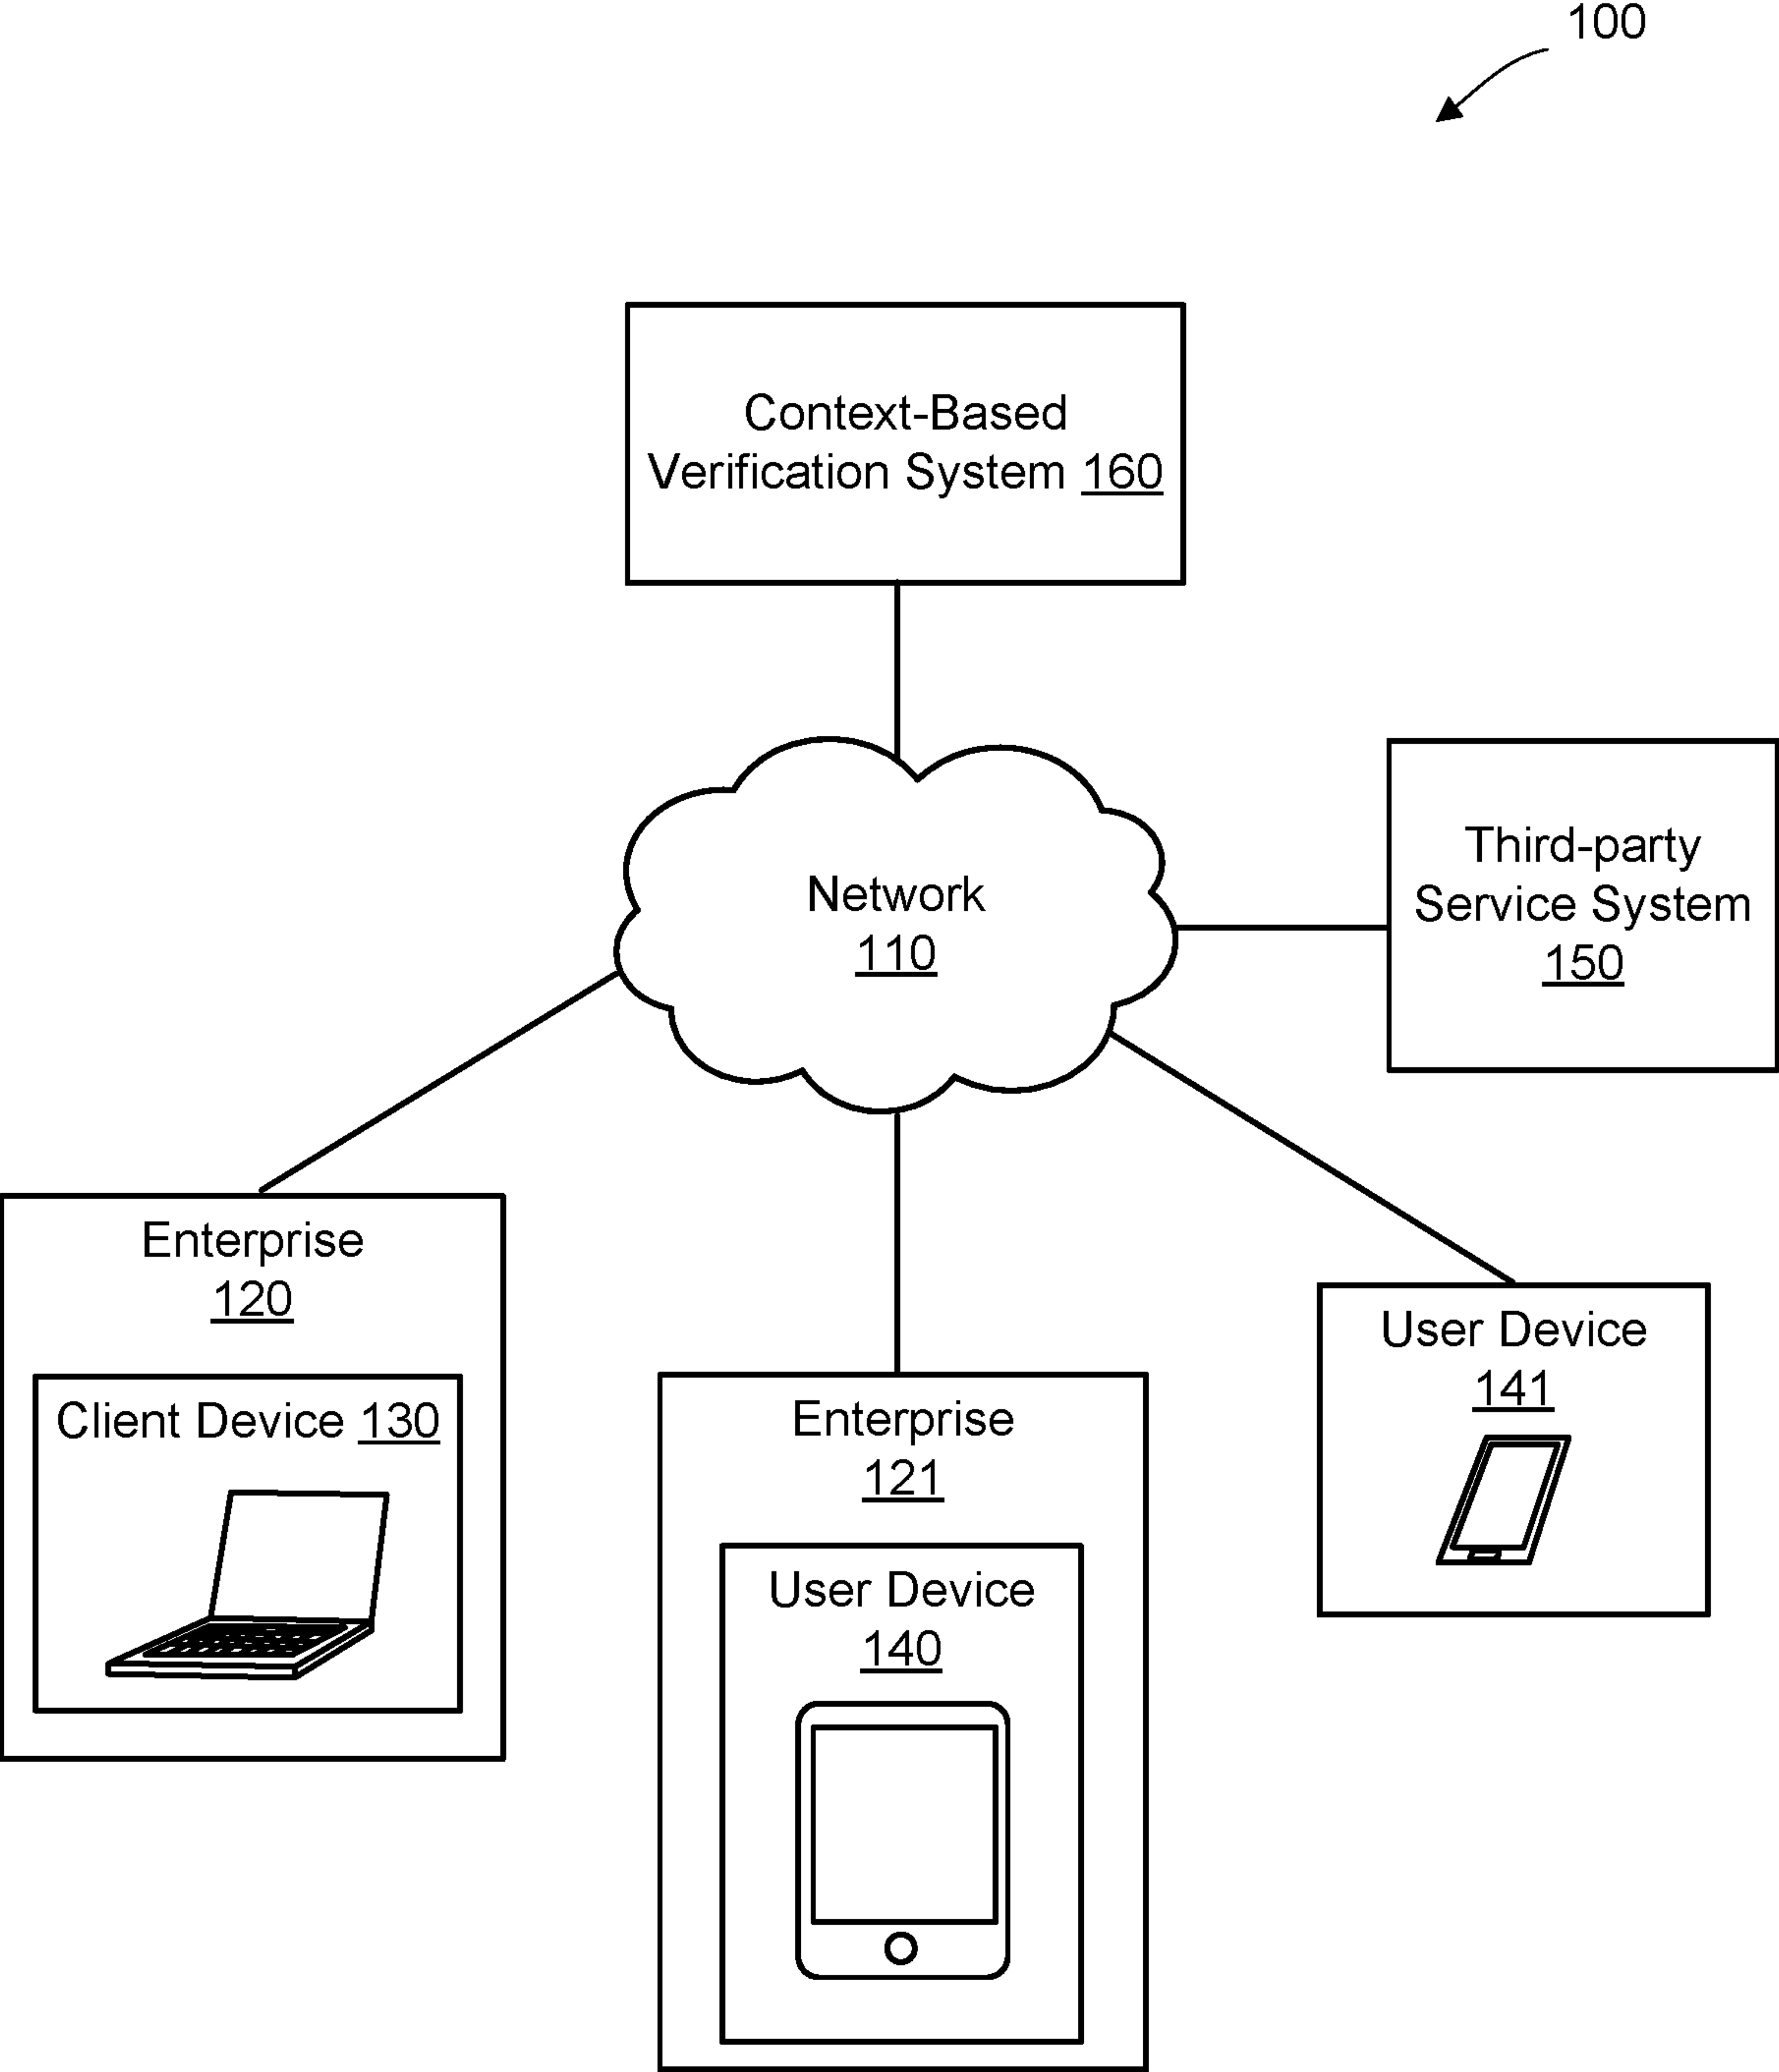 100
Context-Based
Verification System 160
Network
110
Third-party
Service System
150
Enterprise
120
Client Device 130
Enterprise
121
User Device
140
User Device
141